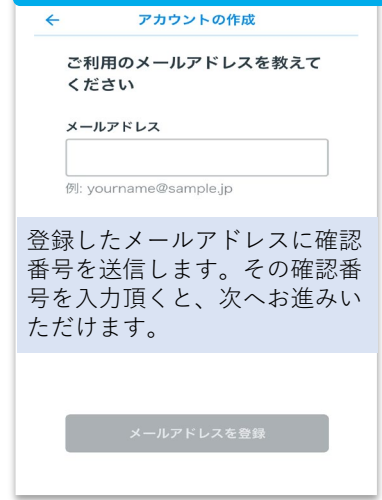 アカウントの作成
ご利用のメールアドレスを教えて
ください
メールアドレス
例: yourname@sample.jp
登録したメールアドレスに確認
番号を送信します。その確認番
号を入力頂くと、次へお進みい
ただけます。
メールアドレスを登録